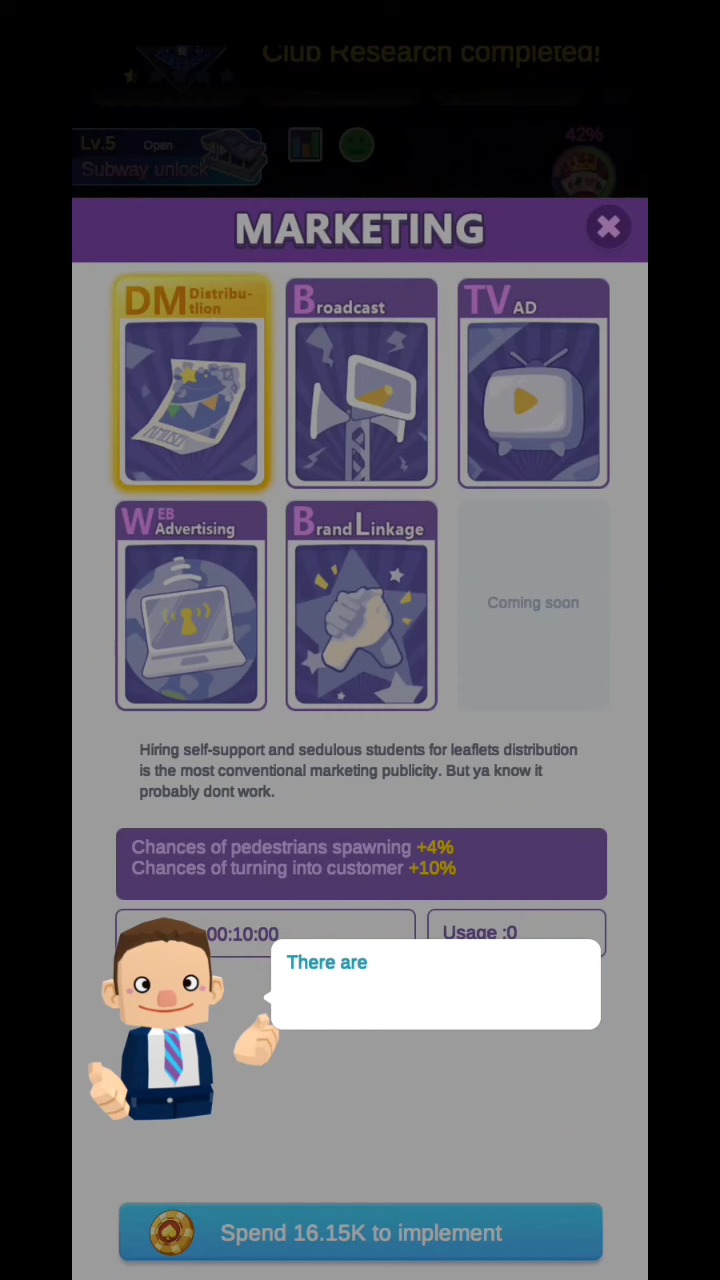 Club Research completed!
Lv.5 Open
42%
Subway unlock
MARKETING
DM Distribu-
tlion
Broadcast
TV AD
WEB
Advertising
Brand Linkage
Coming soon
Hiring self-support and sedulous students for leaflets distribution
is the most conventional marketing publicity. But ya know it
probably dont work.
Chances of pedestrians spawning +4%
Chances of turning into customer +10%
00:10:00
Usage :0
There are
Spend 16.15K to implement